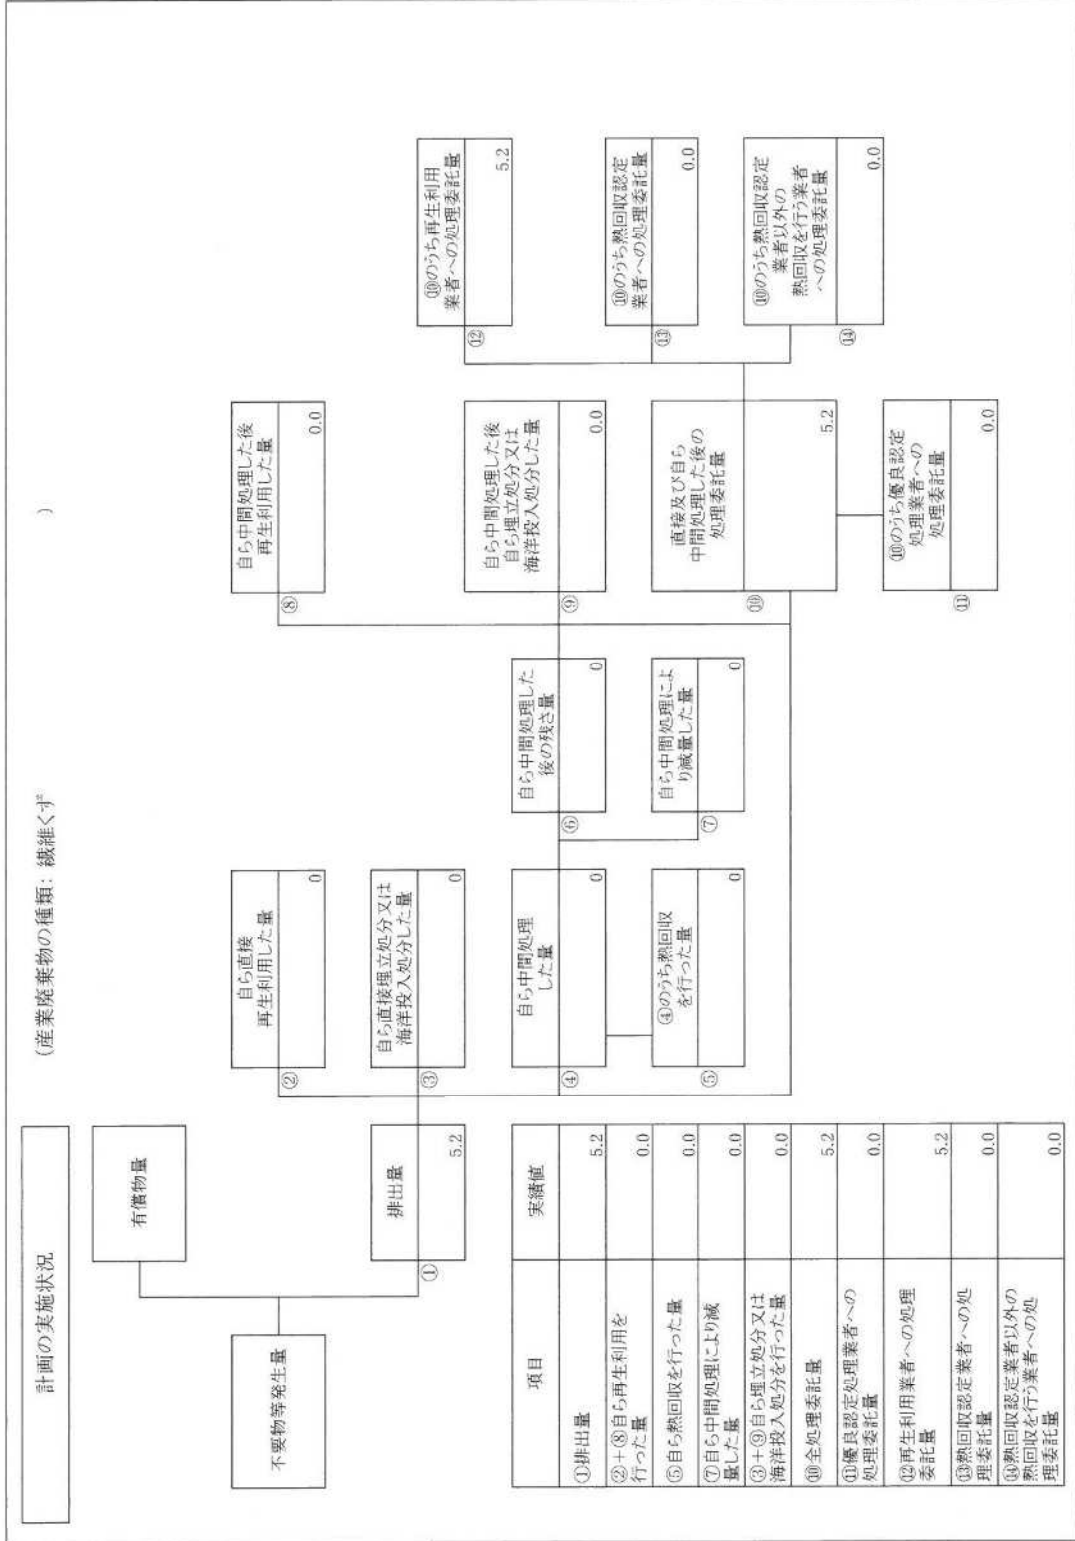 計画の実施状況
(産業廃棄物の種類: 繊維くず
)
不要物等発生量
有償物量
①
排出量
5.2
②
自ら直接
再生利用した量
0
③
自ら直接埋立処分又は
海洋投入処分した量
0
④
自ら中間処理
した量
0
⑤
④のうち熱回収
を行った量
0
⑥
自ら中間処理した
後の残さ量
0
⑦
自ら中間処理によ
り減量した量
0
⑧
自ら中間処理した後
再生利用した量
0.0
⑨
自ら中間処理した後
自ら埋立処分又は
海洋投入処分した量
0.0
⑩
直接及び自ら
中間処理した後の
処理委託量
5.2
⑪
⑩のうち優良認定
処理業者への
処理委託量
0.0
⑫
⑩のうち再生利用
業者への処理委託量
5.2
⑬
⑩のうち熱回収認定
業者への処理委託量
0.0
⑭
⑩のうち熱回収認定
業者以外の
熱回収を行う業者
への処理委託量
0.0
項目 実績値
①排出量 5.2
②+⑧自ら再生利用を
行った量 0.0
⑤自ら熱回収を行った量 0.0
⑦自ら中間処理により減
量した量 0.0
③+⑨自ら埋立処分又は
海洋投入処分を行った量 0.0
⑩全処理委託量 5.2
⑪優良認定処理業者への
処理委託量 0.0
⑫再生利用業者への処理
委託量 5.2
⑬熱回収認定業者への処
理委託量 0.0
⑭熱回収認定業者以外の
熱回収を行う業者への処
理委託量 0.0